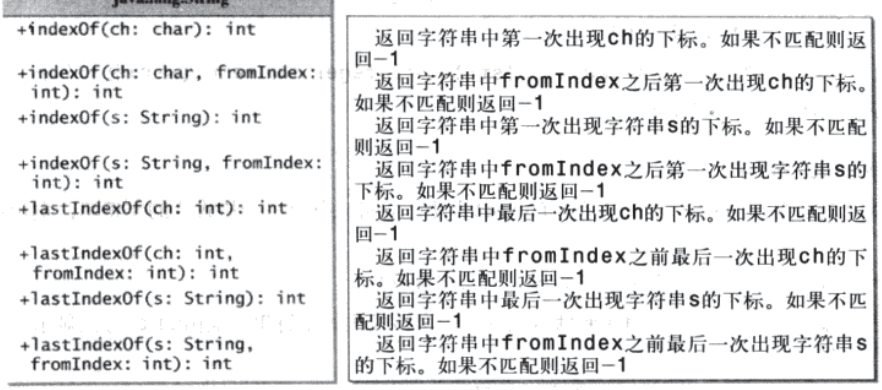 java.lang.String
+indexOf(ch: char): int
+indexOf(ch: char, fromIndex:
int): int
+indexOf(s: String): int
+indexOf(s: String, fromIndex:
int): int
+lastIndexOf(ch: int): int
+lastIndexOf(ch: int,
fromIndex: int): int
+lastIndexOf(s: String): int
+lastIndexOf(s: String,
fromIndex: int): int
返回字符串中第一次出现ch的下标。如果不匹配则返
回−1
返回字符串中fromIndex之后第一次出现ch的下标。
如果不匹配则返回−1
返回字符串中第一次出现字符串s的下标。如果不匹配
则返回−1
返回字符串中fromIndex之后第一次出现字符串s的
下标。如果不匹配则返回−1
返回字符串中最后一次出现ch的下标。如果不匹配则返
回−1
返回字符串中fromIndex之前最后一次出现ch的下
标。如果不匹配则返回−1
返回字符串中最后一次出现字符串s的下标。如果不匹
配则返回−1
返回字符串中fromIndex之前最后一次出现字符串s
的下标。如果不匹配则返回−1